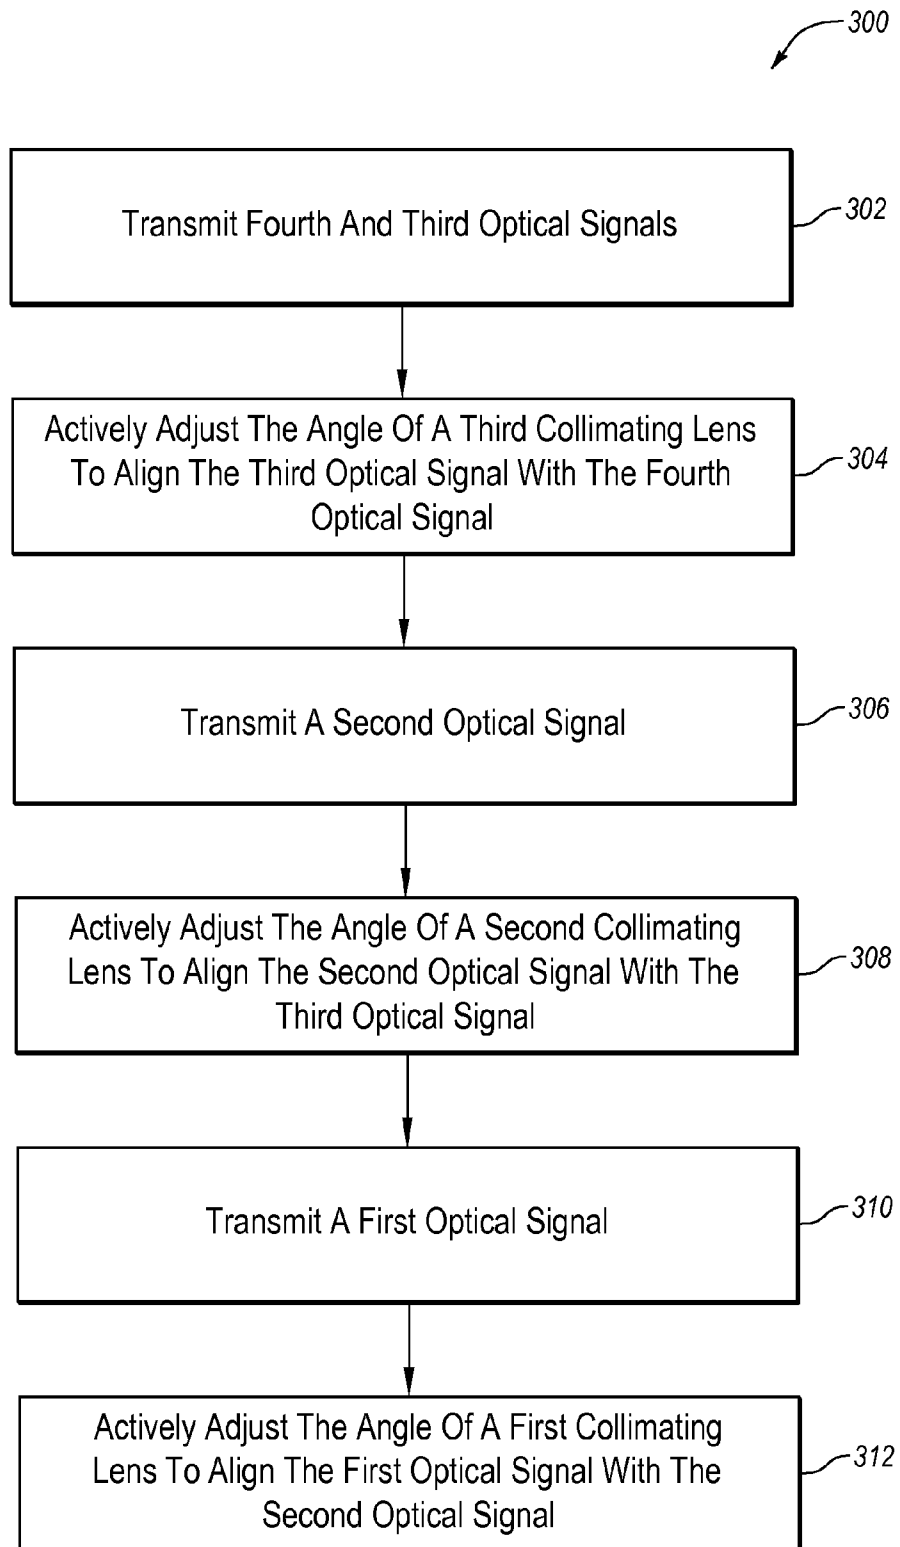 300
Transmit Fourth And Third Optical Signals
302
Actively Adjust The Angle Of A Third Collimating Lens
To Align The Third Optical Signal With The Fourth
Optical Signal
304
Transmit A Second Optical Signal
306
Actively Adjust The Angle Of A Second Collimating
Lens To Align The Second Optical Signal With The
Third Optical Signal
308
Transmit A First Optical Signal
310
Actively Adjust The Angle Of A First Collimating
Lens To Align The First Optical Signal With The
Second Optical Signal
312